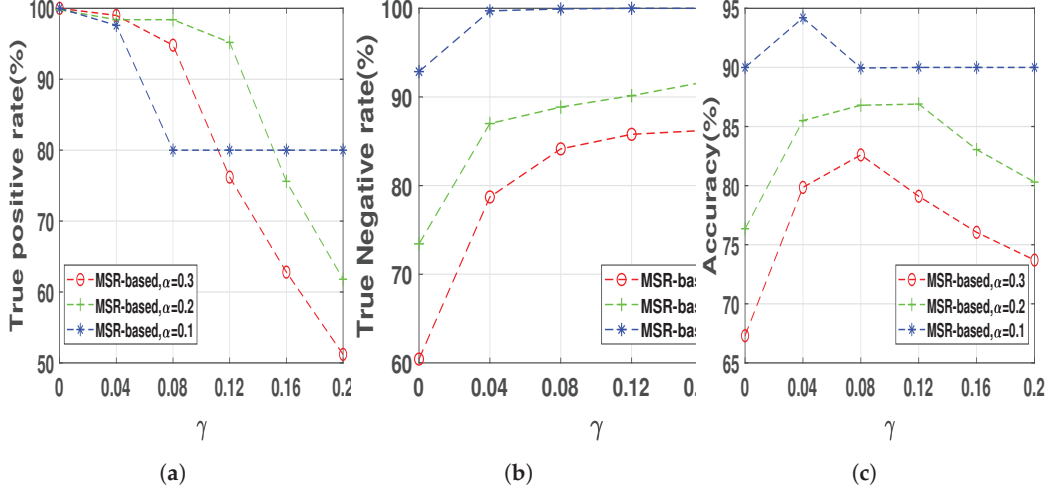 True positive rate(%)
100
90
80
70
60
50
MSR-based,α=0.3
MSR-based,α=0.2
MSR-based,α=0.1
0 0.04 0.08 0.12 0.16 0.2
γ
(a)
True Negative rate(%)
100
90
80
70
60
MSR-bas
MSR-bas
MSR-bas
0 0.04 0.08 0.12
γ
(b)
Accuracy(%)
95
90
85
80
75
70
65
MSR-based,α=0.3
MSR-based,α=0.2
MSR-based,α=0.1
0 0.04 0.08 0.12 0.16 0.2
γ
(c)